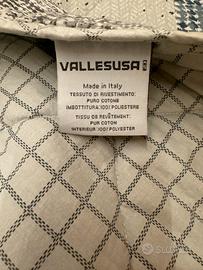 VALLESUSA
Made in Italy
TESSUTO DI RIVESTIMENTO:
PURO COTONE
IMBOTTITURA:100% POLIESTERE
TISSU DE REVÊTEMENT:
PUR COTON
INTERIEUR:100% POLYESTER